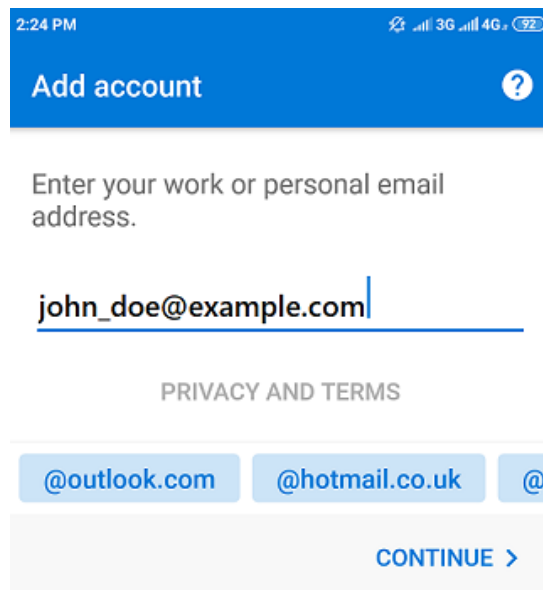 2:24 PM 3G 4G 92
Add account ?
Enter your work or personal email
address.
john_doe@example.com
PRIVACY AND TERMS
@outlook.com @hotmail.co.uk @
CONTINUE >